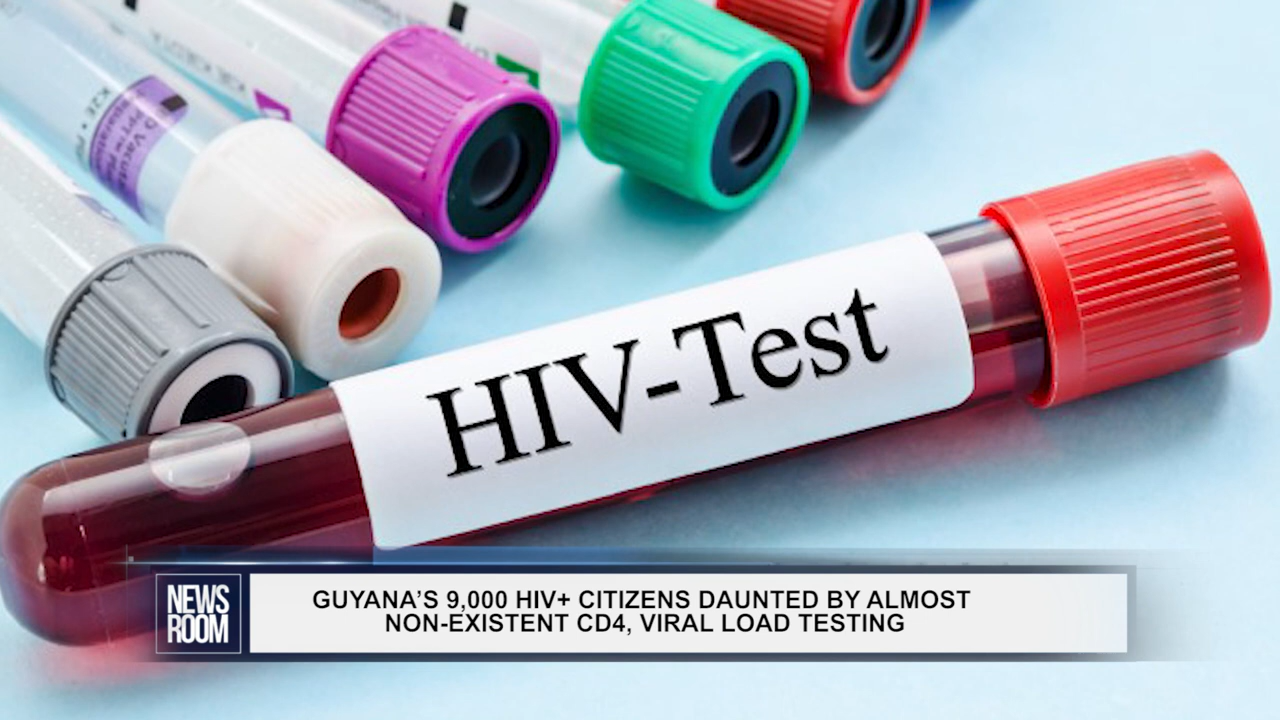 HIV-Test
NEWS
ROOM
GUYANA’S 9,000 HIV+ CITIZENS DAUNTED BY ALMOST
NON-EXISTENT CD4, VIRAL LOAD TESTING